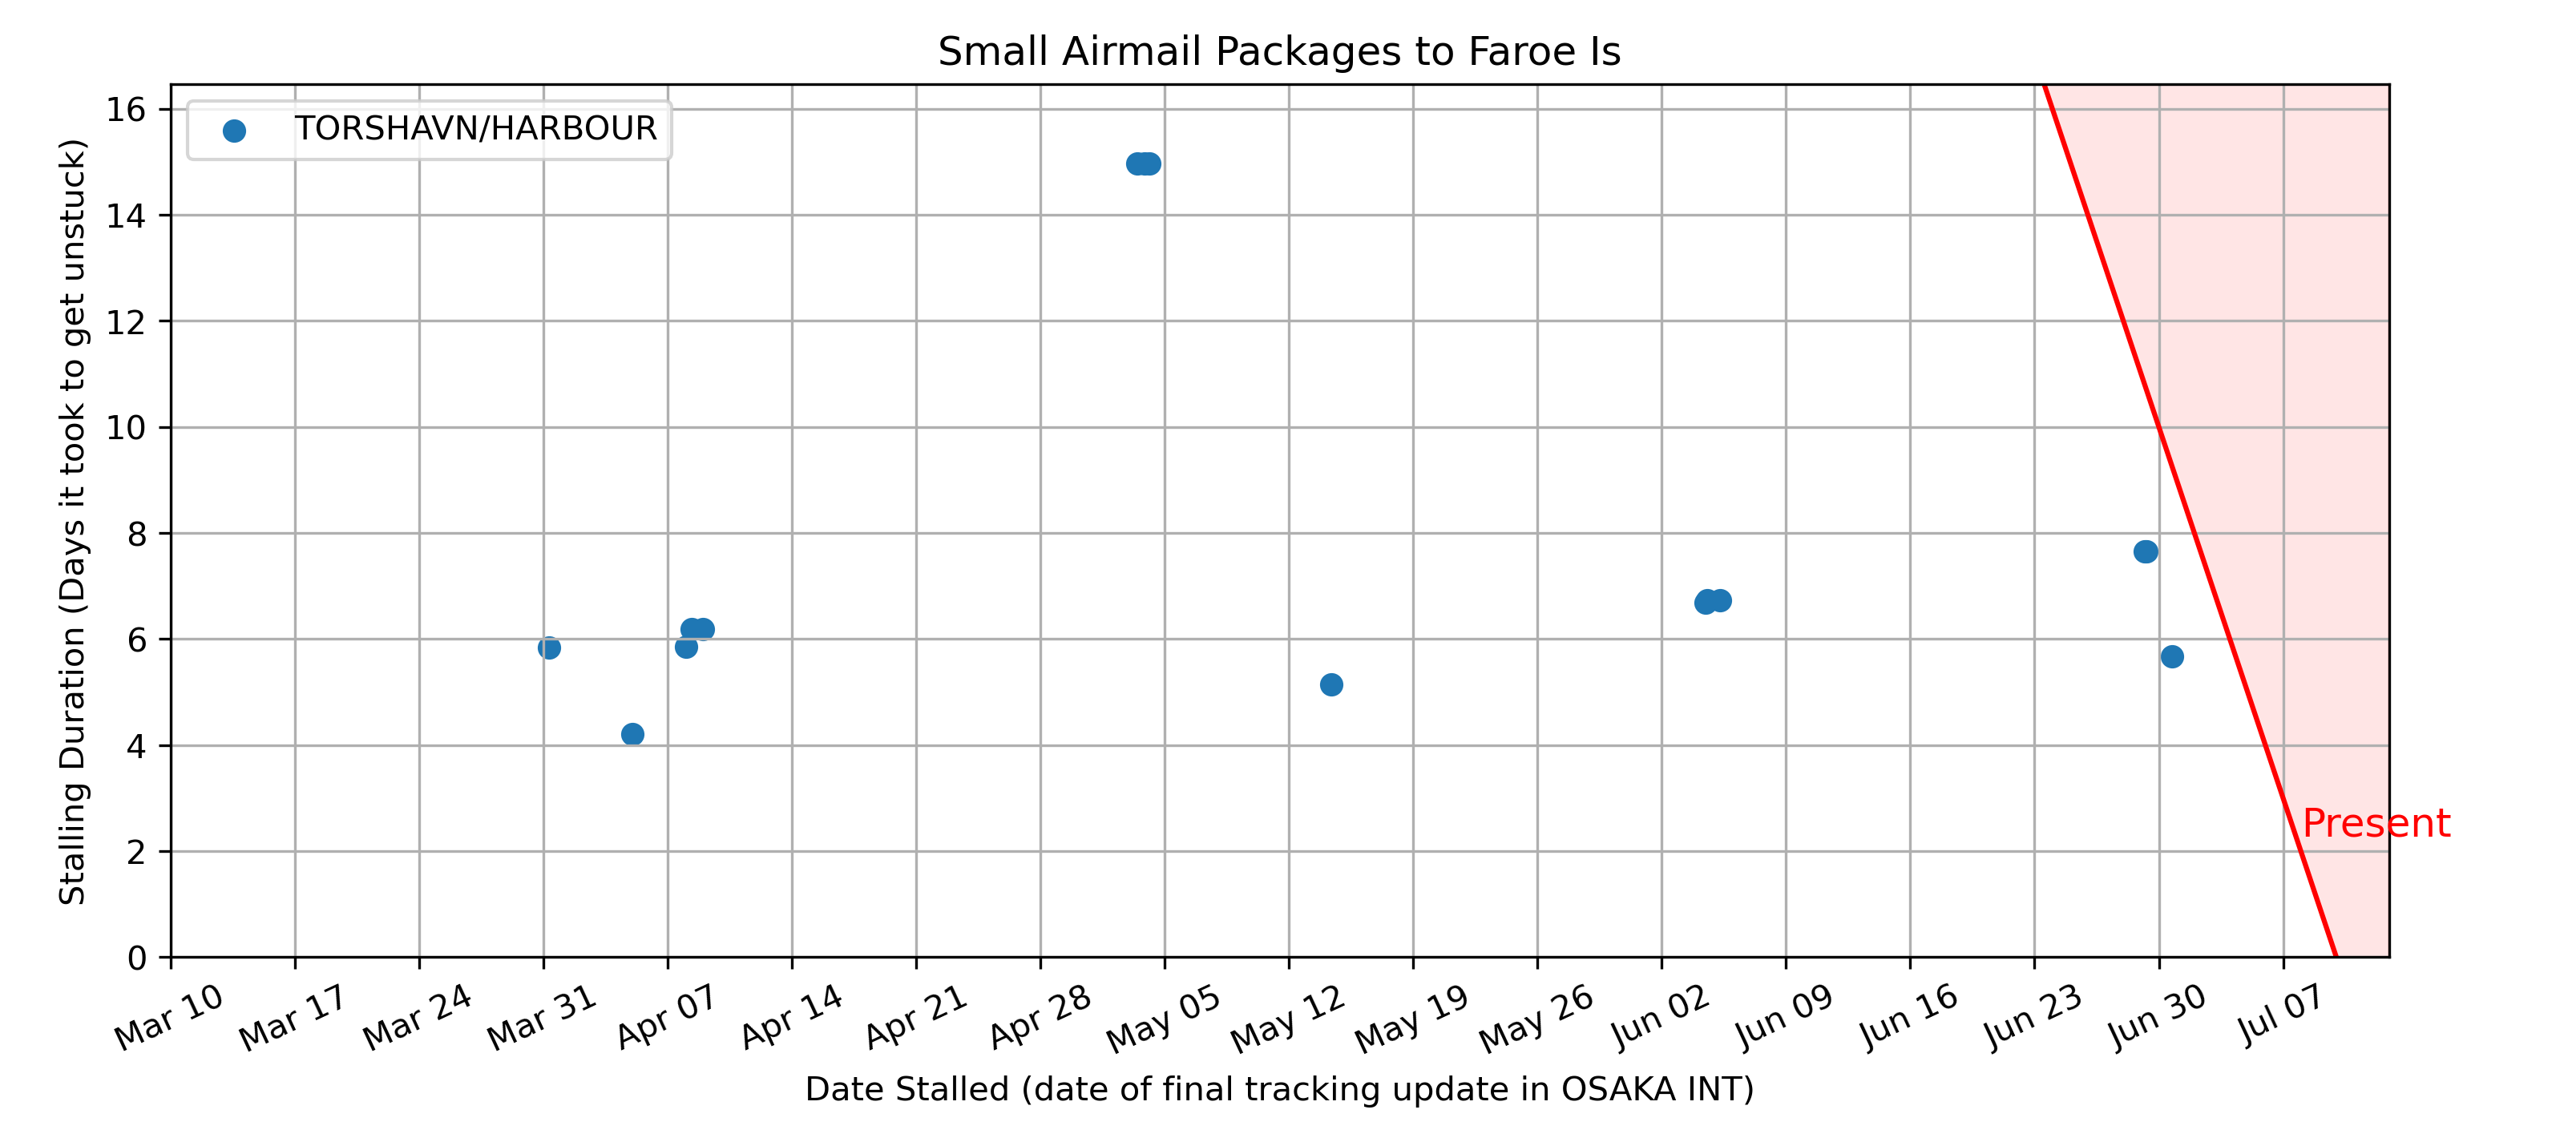 Small Airmail Packages to Faroe Is
TORSHAVN/HARBOUR
Stalling Duration (Days it took to get unstuck)
16
14
12
10
8
6
4
2
0
Present
Mar 10
Mar 17
Mar 24
Mar 31
Apr 07
Apr 14
Apr 21
Apr 28
May 05
May 12
May 19
May 26
Jun 02
Jun 09
Jun 16
Jun 23
Jun 30
Jul 07
Date Stalled (date of final tracking update in OSAKA INT)